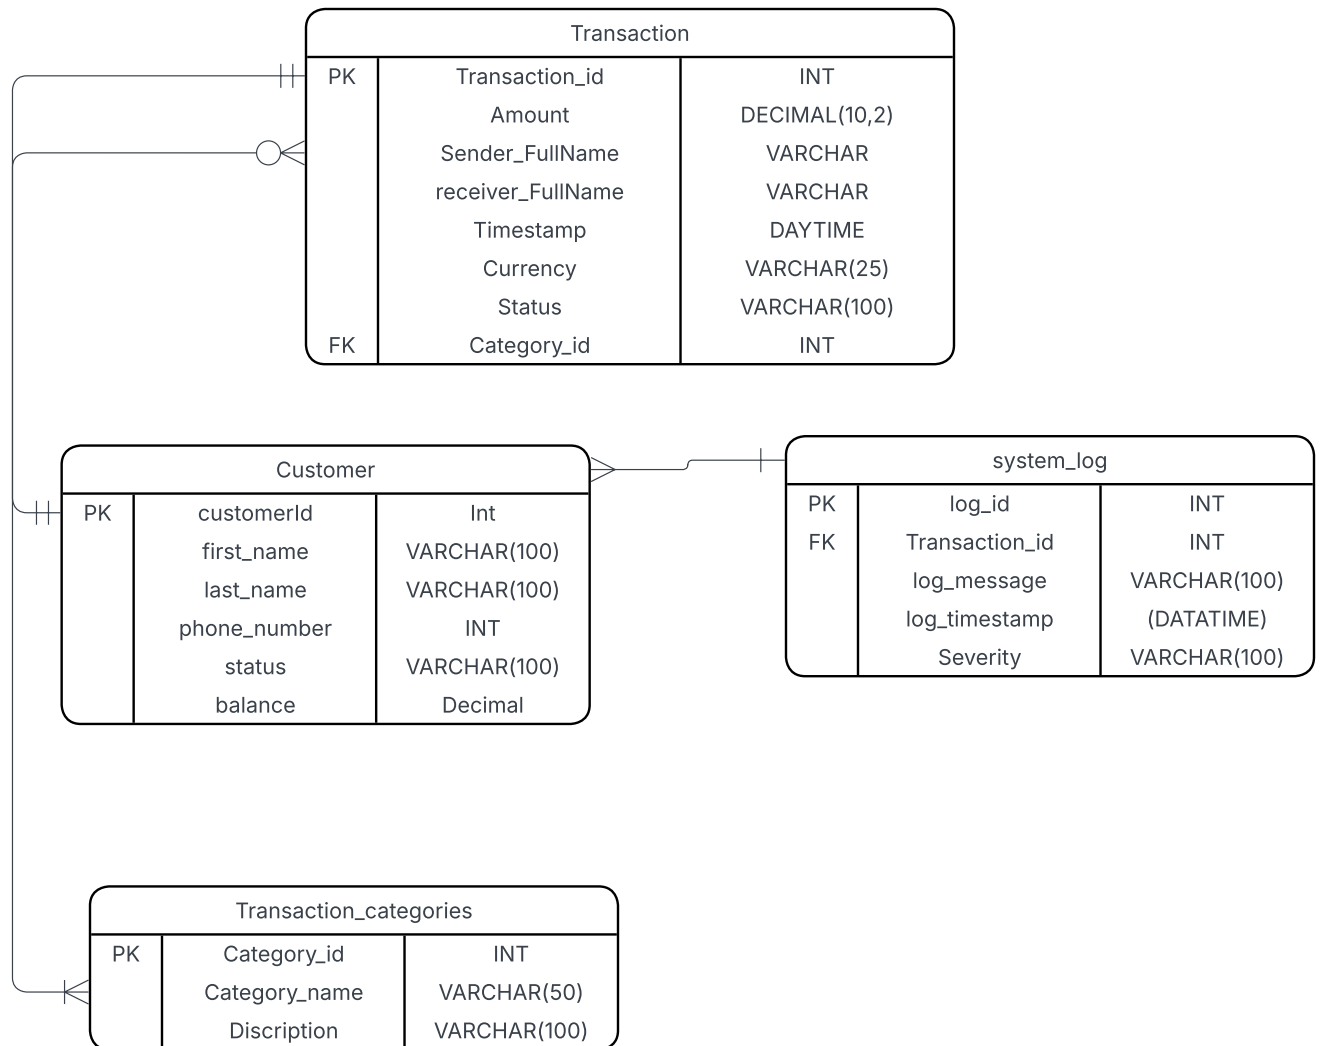 Transaction
PK Transaction_id INT
Amount DECIMAL(10,2)
Sender_FullName VARCHAR
receiver_FullName VARCHAR
Timestamp DAYTIME
Currency VARCHAR(25)
Status VARCHAR(100)
FK Category_id INT
Customer
PK customerId Int
first_name VARCHAR(100)
last_name VARCHAR(100)
phone_number INT
status VARCHAR(100)
balance Decimal
system_log
PK log_id INT
FK Transaction_id INT
log_message VARCHAR(100)
log_timestamp (DATATIME)
Severity VARCHAR(100)
Transaction_categories
PK Category_id INT
Category_name VARCHAR(50)
Discription VARCHAR(100)